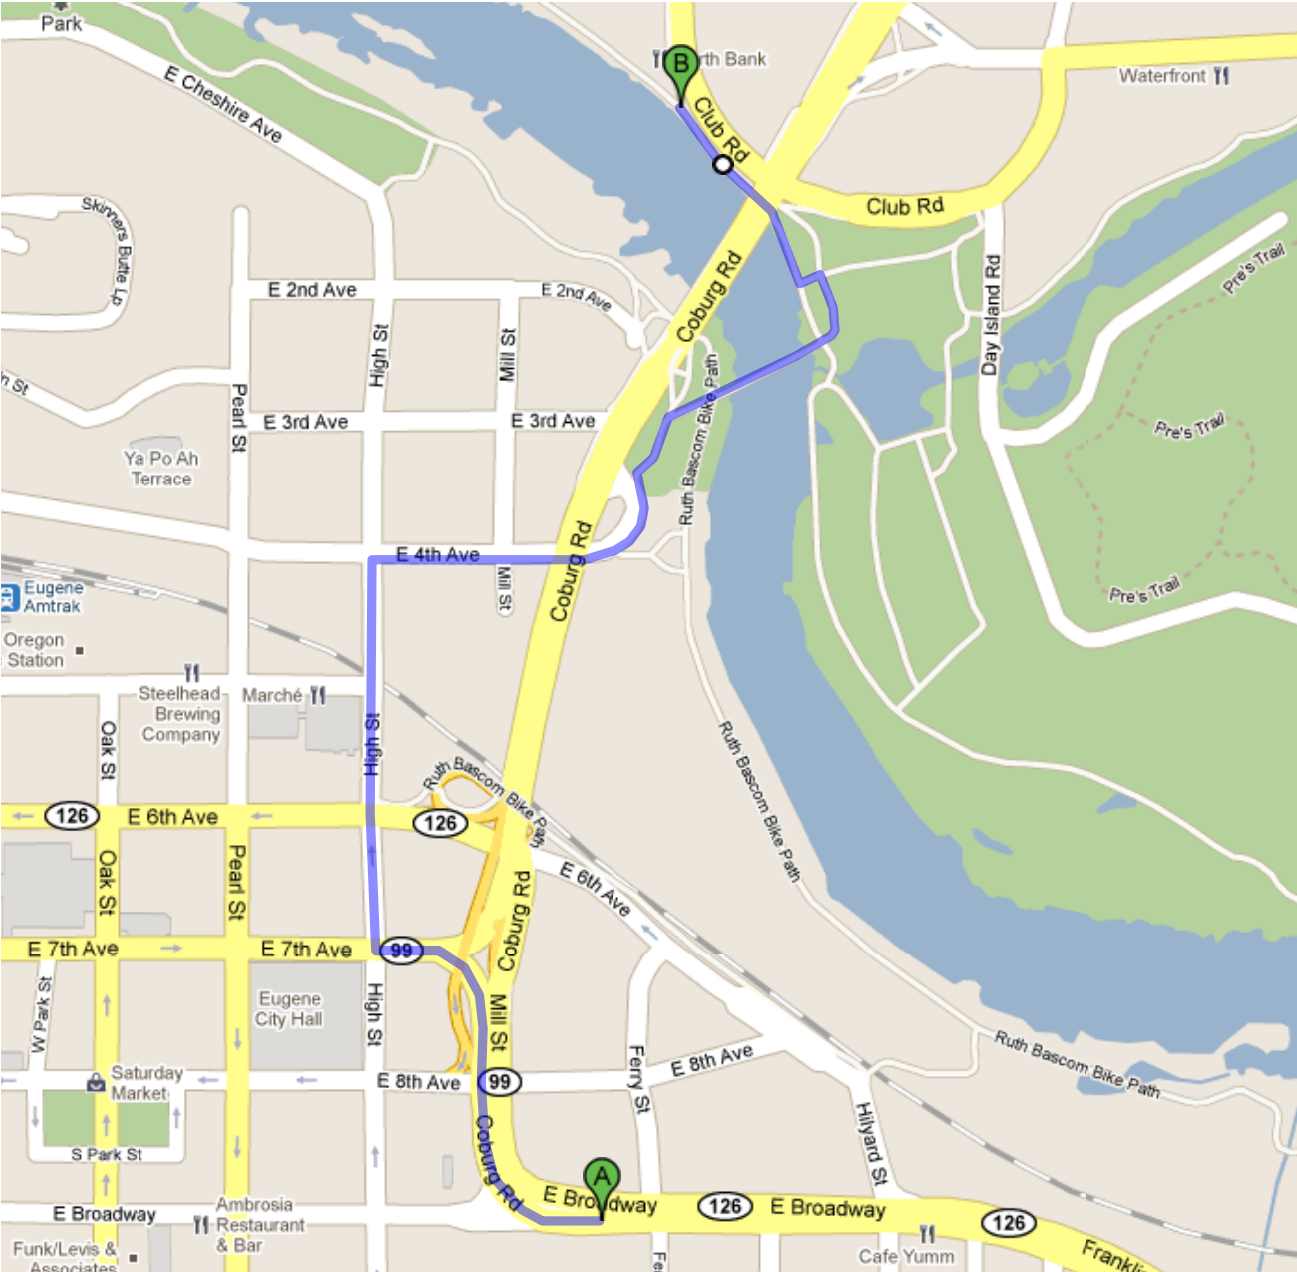 Park
E Cheshire Ave
B
rth Bank
Club Rd
Waterfront
Skinners Butte Lp
Club Rd
Coburg Rd
Day Island Rd
Pre's Trail
E 2nd Ave
E 2nd Ave
High St
Mill St
Pearl St
n St
E 3rd Ave
E 3rd Ave
Ruth Bascom Bike Path
Pre's Trail
Ya Po Ah
Terrace
Coburg Rd
E 4th Ave
Mill St
Eugene
Amtrak
Pre's Trail
Oregon
Station
Steelhead
Brewing
Company
Marché
Oak St
High St
Ruth Bascom Bike Path
Ruth Bascom Bike Path
126
E 6th Ave
126
Oak St
Pearl St
E 6th Ave
Coburg Rd
E 7th Ave
E 7th Ave
99
W Park St
Eugene
City Hall
High St
Mill St
Ferry St
E 8th Ave
Ruth Bascom Bike Path
Saturday
Market
E 8th Ave
99
Hilyard St
S Park St
Coburg Rd
A
E Broadway
126
E Broadway
126
E Broadway
Ambrosia
Restaurant
& Bar
Funk/Levis &
Associates
Fe
Cafe Yumm
Franklin